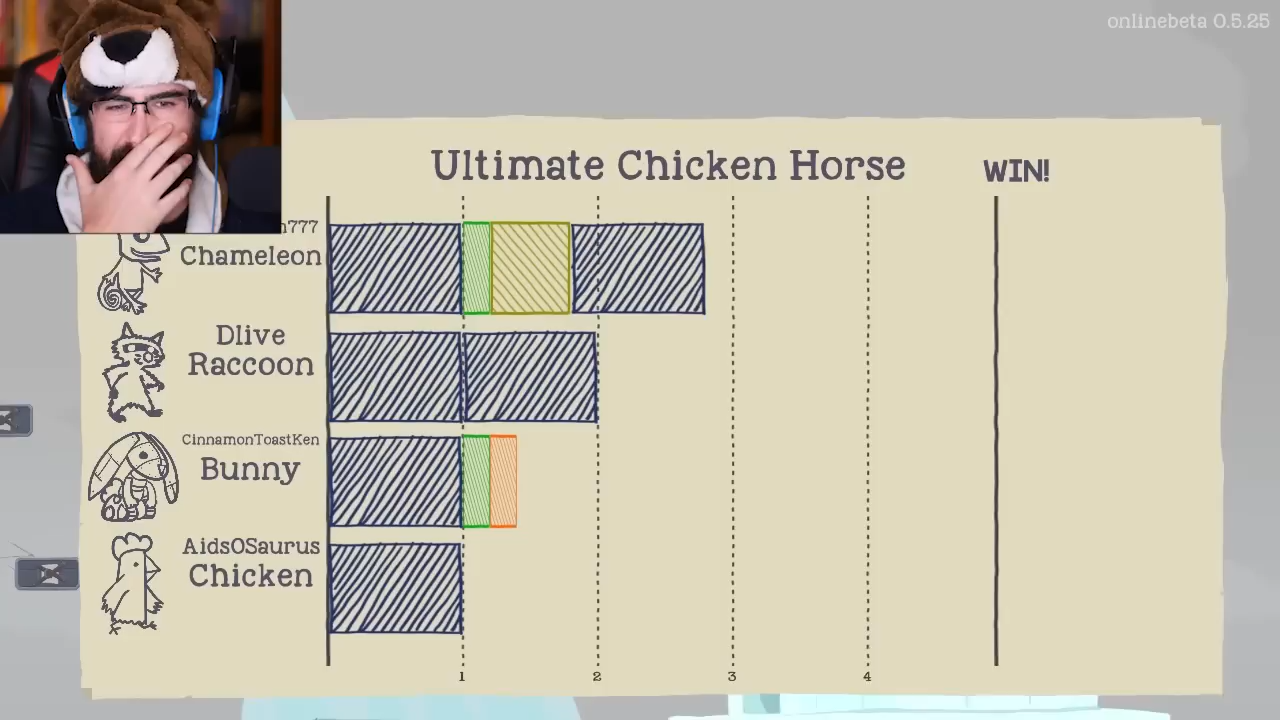 onlinebeta 0.5.25
Ultimate Chicken Horse
WIN!
777
Chameleon
Dlive
Raccoon
CinnamonToastKen
Bunny
AidsOSaurus
Chicken
1 2 3 4